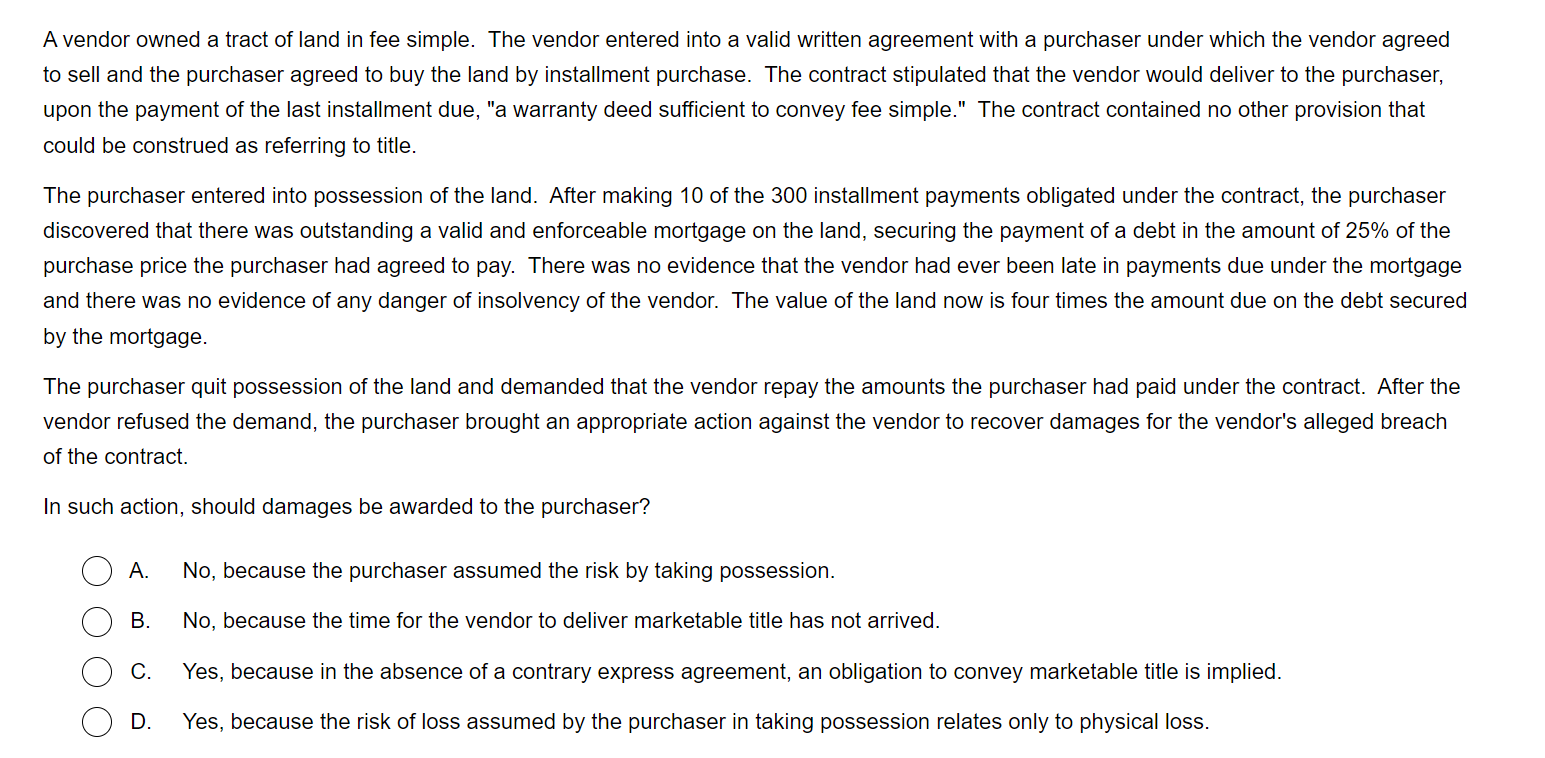 A vendor owned a tract of land in fee simple.  The vendor entered into a valid written agreement with a purchaser under which the vendor agreed
to sell and the purchaser agreed to buy the land by installment purchase.  The contract stipulated that the vendor would deliver to the purchaser,
upon the payment of the last installment due, "a warranty deed sufficient to convey fee simple."  The contract contained no other provision that
could be construed as referring to title.
The purchaser entered into possession of the land.  After making 10 of the 300 installment payments obligated under the contract, the purchaser
discovered that there was outstanding a valid and enforceable mortgage on the land, securing the payment of a debt in the amount of 25% of the
purchase price the purchaser had agreed to pay.  There was no evidence that the vendor had ever been late in payments due under the mortgage
and there was no evidence of any danger of insolvency of the vendor.  The value of the land now is four times the amount due on the debt secured
by the mortgage.
The purchaser quit possession of the land and demanded that the vendor repay the amounts the purchaser had paid under the contract.  After the
vendor refused the demand, the purchaser brought an appropriate action against the vendor to recover damages for the vendor's alleged breach
of the contract.
In such action, should damages be awarded to the purchaser?
A. No, because the purchaser assumed the risk by taking possession.
B. No, because the time for the vendor to deliver marketable title has not arrived.
C. Yes, because in the absence of a contrary express agreement, an obligation to convey marketable title is implied.
D. Yes, because the risk of loss assumed by the purchaser in taking possession relates only to physical loss.